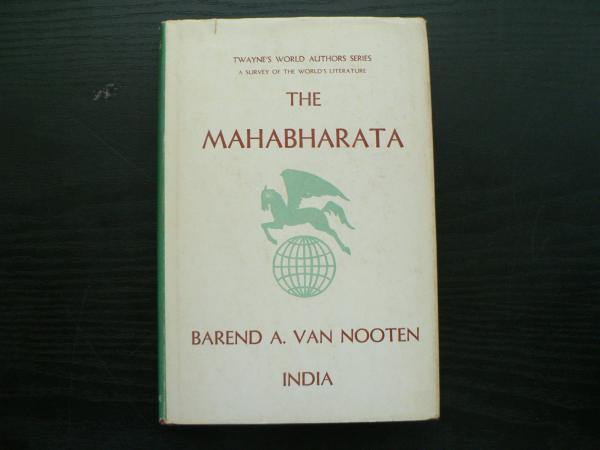 TWAYNE'S WORLD AUTHORS SERIES
A SURVEY OF THE WORLD'S LITERATURE
THE
MAHABHARATA
BAREND A. VAN NOOTEN
INDIA